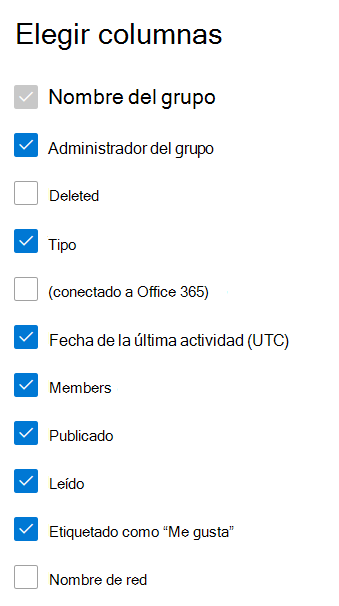 Elegir columnas
Nombre del grupo
Administrador del grupo
Deleted
Tipo
(conectado a Office 365)
Fecha de la última actividad (UTC)
Members
Publicado
Leído
Etiquetado como “Me gusta”
Nombre de red